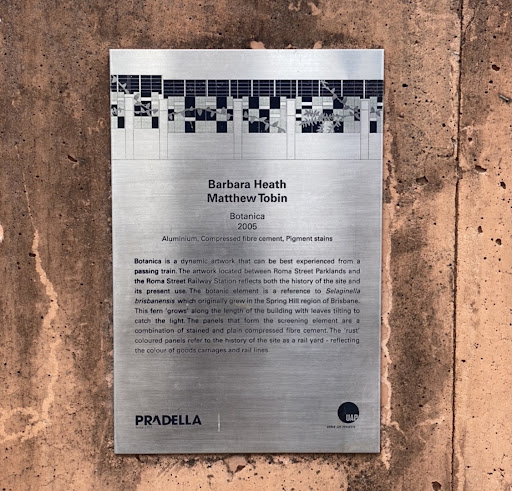 Barbara Heath
Matthew Tobin
Botanica
2005
Aluminium, Compressed fibre cement, Pigment stains
Botanica is a dynamic artwork that can be best experienced from a
passing train. The artwork located between Roma Street Parklands and
the Roma Street Railway Station reflects both the history of the site and
its present use. The botanic element is a reference to Selaginella
brisbanensis which originally grew in the Spring Hill region of Brisbane.
This fern 'grows' along the length of the building with leaves tilting to
catch the light. The panels that form the screening element are a
combination of stained and plain compressed fibre cement. The 'rust'
coloured panels refer to the history of the site as a rail yard - reflecting
the colour of goods carriages and rail lines.
PRADELLA
UAP